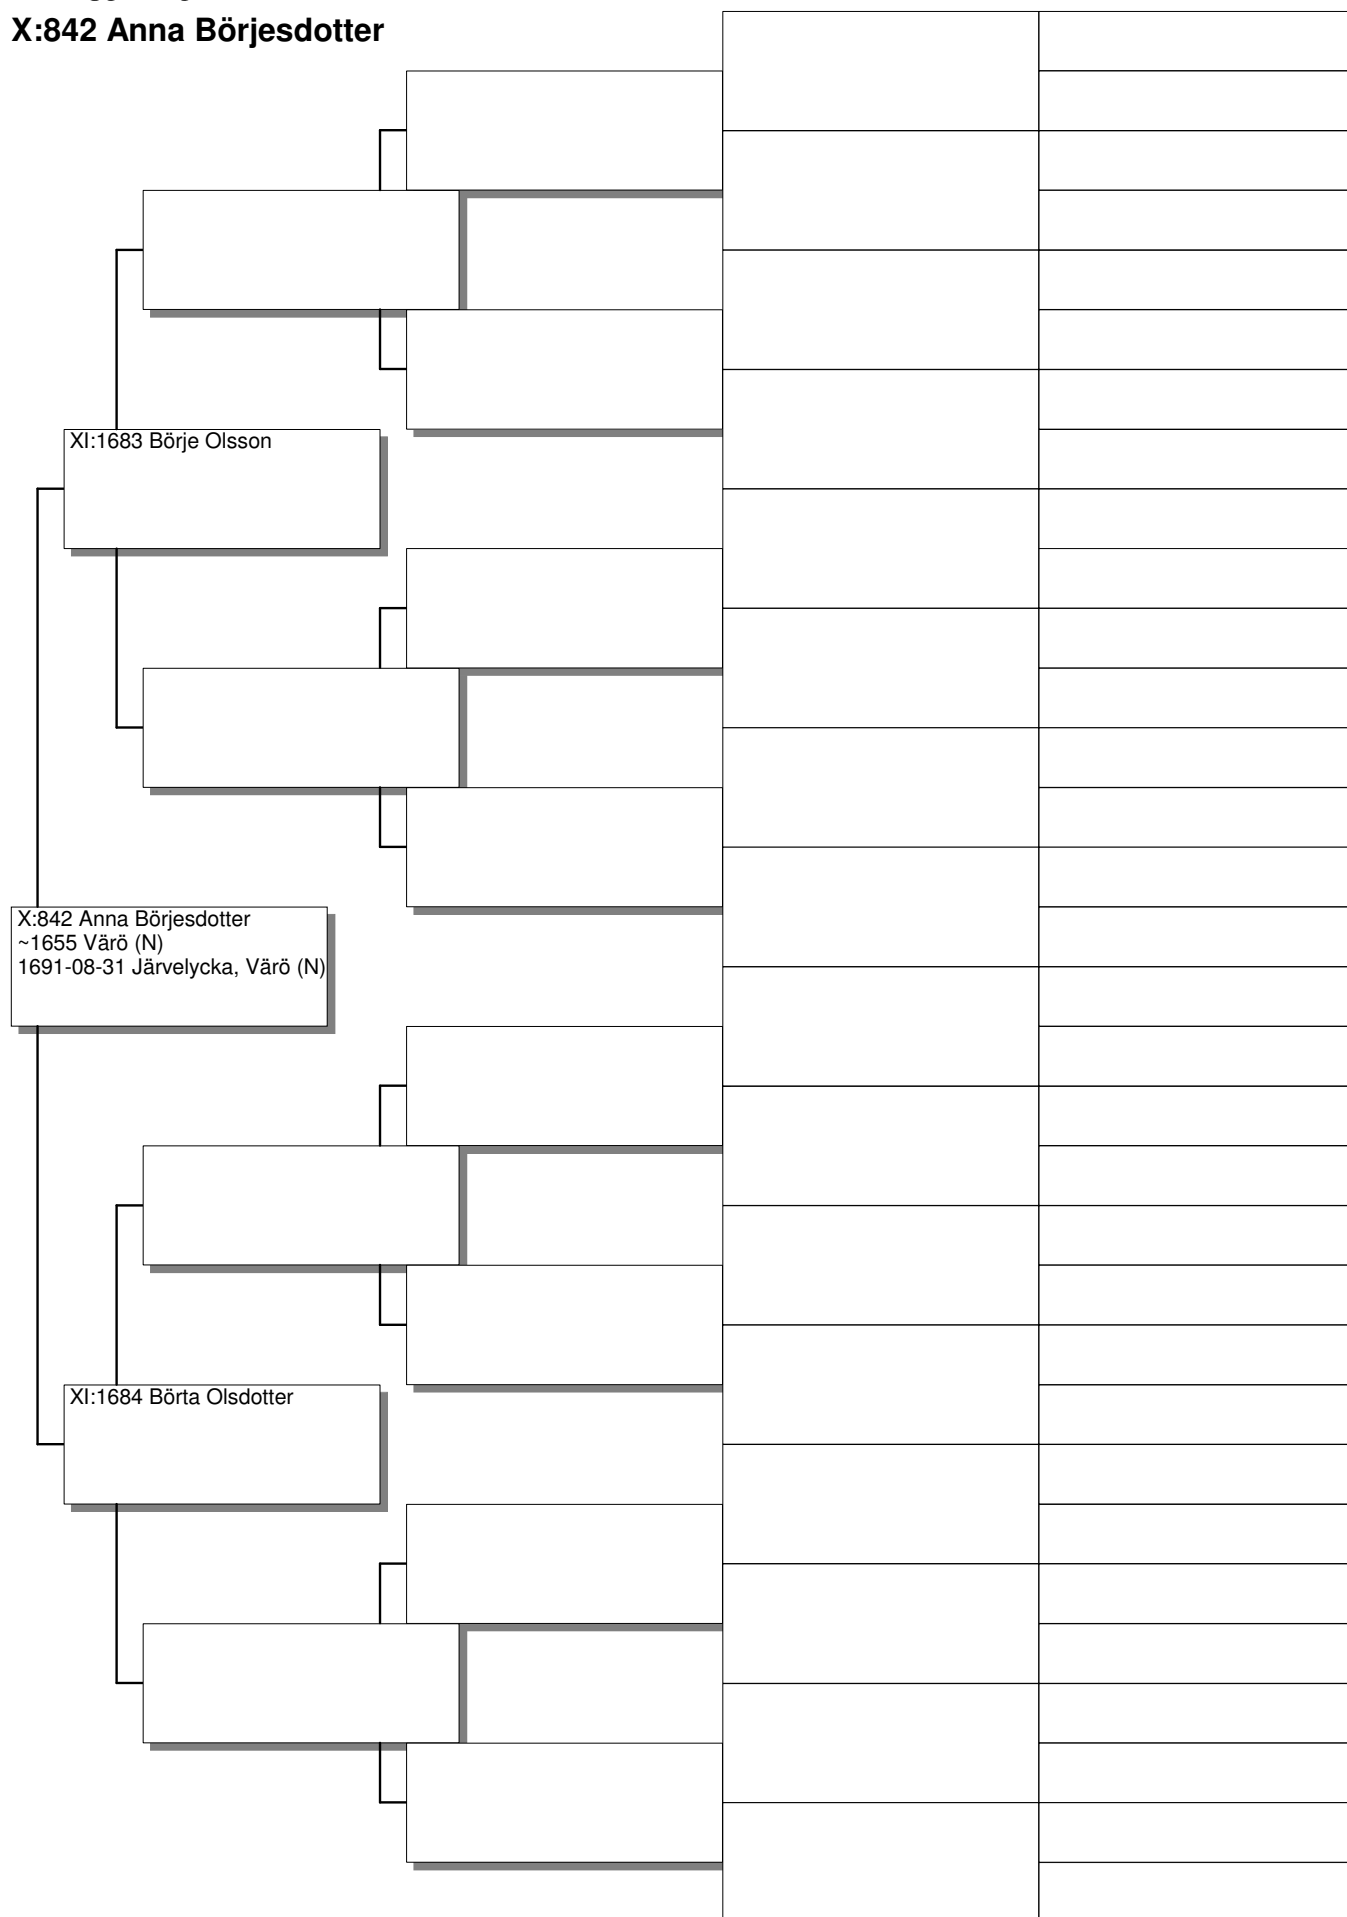 X:842 Anna Börjesdotter
XI:1683 Börje Olsson
X:842 Anna Börjesdotter
~1655 Värö (N)
1691-08-31 Järvelycka, Värö (N)
XI:1684 Börta Olsdotter